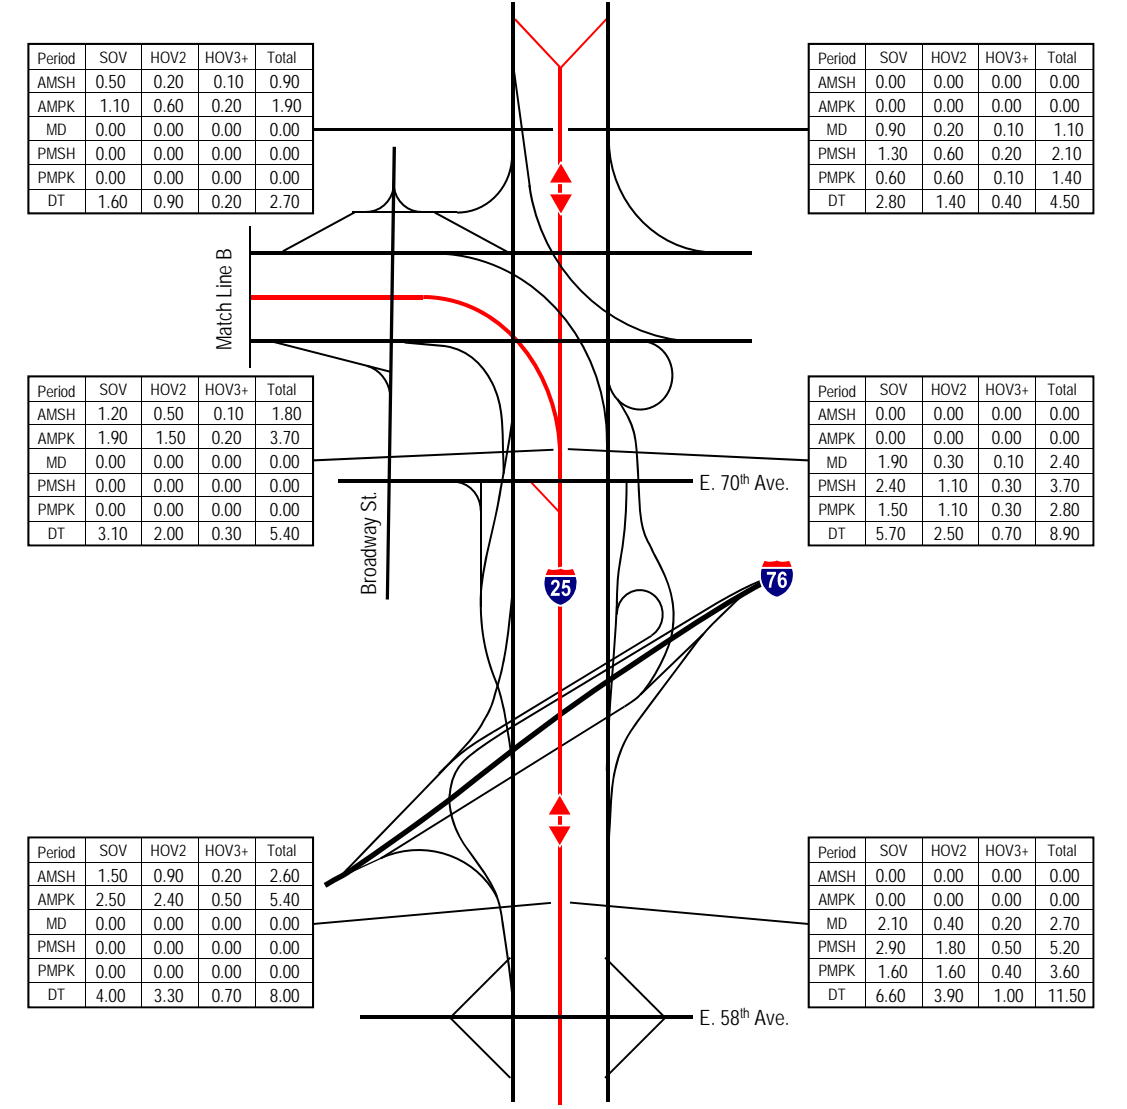 Period SOV HOV2 HOV3+ Total
AMSH 0.50 0.20 0.10 0.90
AMPK 1.10 0.60 0.20 1.90
MD 0.00 0.00 0.00 0.00
PMSH 0.00 0.00 0.00 0.00
PMPK 0.00 0.00 0.00 0.00
DT 1.60 0.90 0.20 2.70
Period SOV HOV2 HOV3+ Total
AMSH 0.00 0.00 0.00 0.00
AMPK 0.00 0.00 0.00 0.00
MD 0.90 0.20 0.10 1.10
PMSH 1.30 0.60 0.20 2.10
PMPK 0.60 0.60 0.10 1.40
DT 2.80 1.40 0.40 4.50
Match Line B
Period SOV HOV2 HOV3+ Total
AMSH 1.20 0.50 0.10 1.80
AMPK 1.90 1.50 0.20 3.70
MD 0.00 0.00 0.00 0.00
PMSH 0.00 0.00 0.00 0.00
PMPK 0.00 0.00 0.00 0.00
DT 3.10 2.00 0.30 5.40
Period SOV HOV2 HOV3+ Total
AMSH 0.00 0.00 0.00 0.00
AMPK 0.00 0.00 0.00 0.00
MD 1.90 0.30 0.10 2.40
PMSH 2.40 1.10 0.30 3.70
PMPK 1.50 1.10 0.30 2.80
DT 5.70 2.50 0.70 8.90
E. 70th Ave.
Broadway St.
25
76
Period SOV HOV2 HOV3+ Total
AMSH 1.50 0.90 0.20 2.60
AMPK 2.50 2.40 0.50 5.40
MD 0.00 0.00 0.00 0.00
PMSH 0.00 0.00 0.00 0.00
PMPK 0.00 0.00 0.00 0.00
DT 4.00 3.30 0.70 8.00
Period SOV HOV2 HOV3+ Total
AMSH 0.00 0.00 0.00 0.00
AMPK 0.00 0.00 0.00 0.00
MD 2.10 0.40 0.20 2.70
PMSH 2.90 1.80 0.50 5.20
PMPK 1.60 1.60 0.40 3.60
DT 6.60 3.90 1.00 11.50
E. 58th Ave.